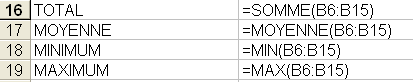 16 TOTAL =SOMME(B6:B15)
17 MOYENNE =MOYENNE(B6:B15)
18 MINIMUM =MIN(B6:B15)
19 MAXIMUM =MAX(B6:B15)